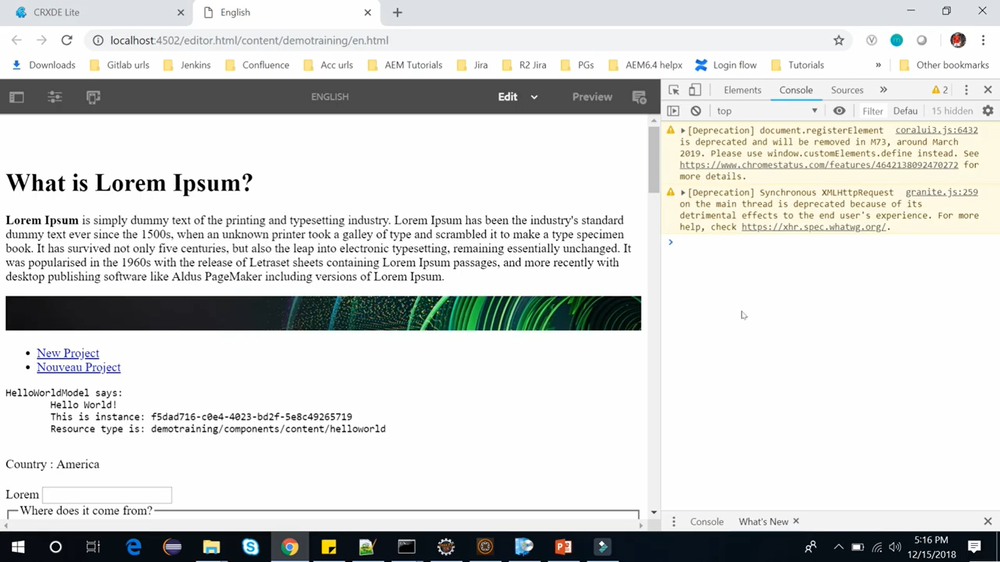 CRXDE Lite
English
localhost:4502/editor.html/content/demotraining/en.html
Downloads Gitlab urls Jenkins Confluence Acc urls AEM Tutorials Jira R2 Jira PGs AEM6.4 helpx Login flow Tutorials » Other bookmarks
ENGLISH Edit Preview
What is Lorem Ipsum?
Lorem Ipsum is simply dummy text of the printing and typesetting industry. Lorem Ipsum has been the industry's standard
dummy text ever since the 1500s, when an unknown printer took a galley of type and scrambled it to make a type specimen
book. It has survived not only five centuries, but also the leap into electronic typesetting, remaining essentially unchanged. It
was popularised in the 1960s with the release of Letraset sheets containing Lorem Ipsum passages, and more recently with
desktop publishing software like Aldus PageMaker including versions of Lorem Ipsum.
New Project
Nouveau Project
HelloWorldModel says:
Hello World!
This is instance: f5dad716-c0e4-4023-bd2f-5e8c49265719
Resource type is: demotraining/components/content/helloworld
Country : America
Lorem
Where does it come from?
Elements Console Sources » 2
top Filter Defau 15 hidden
[Deprecation] document.registerElement coralui3.js:6432
is deprecated and will be removed in M73, around March
2019. Please use window.customElements.define instead. See
https://www.chromestatus.com/features/4642138092470272 for
more details.
[Deprecation] Synchronous XMLHttpRequest granite.js:259
on the main thread is deprecated because of its
detrimental effects to the end user's experience. For more
help, check https://xhr.spec.whatwg.org/.
Console What's New
5:16 PM
12/15/2018